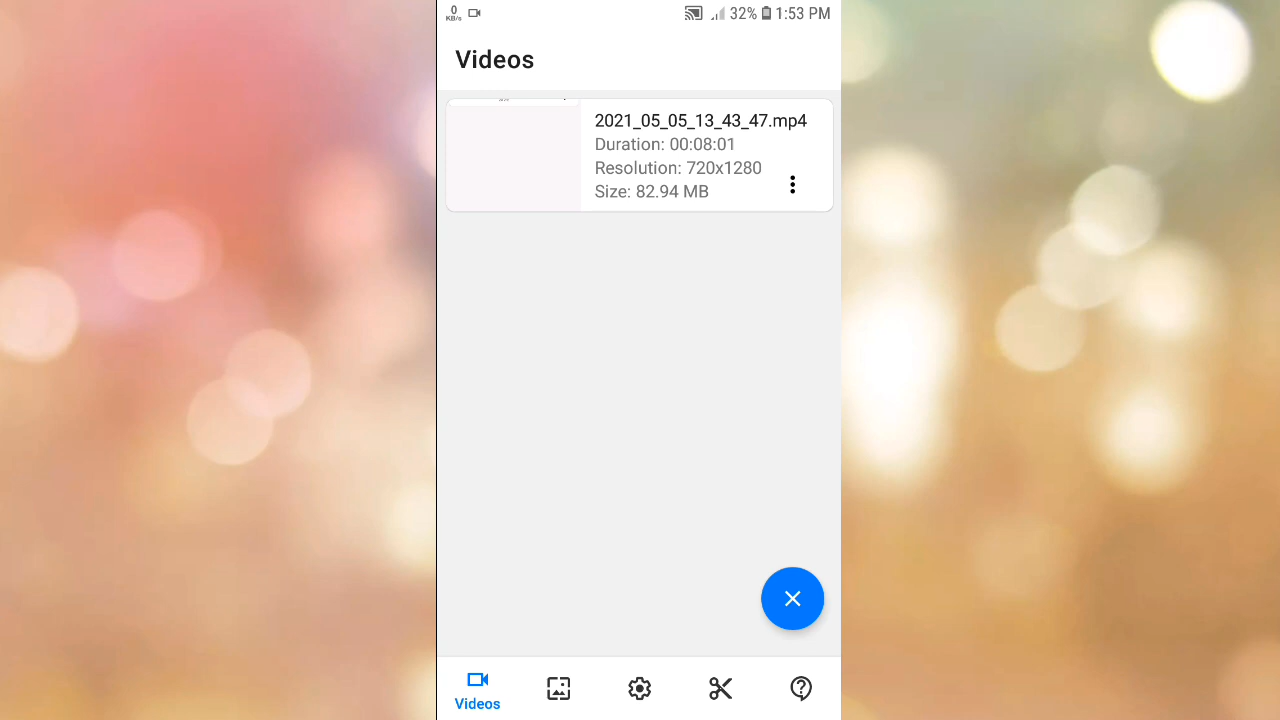 0
KB/s
32% 1:53 PM
Videos
2021_05_05_13_43_47.mp4
Duration: 00:08:01
Resolution: 720x1280
Size: 82.94 MB
Videos